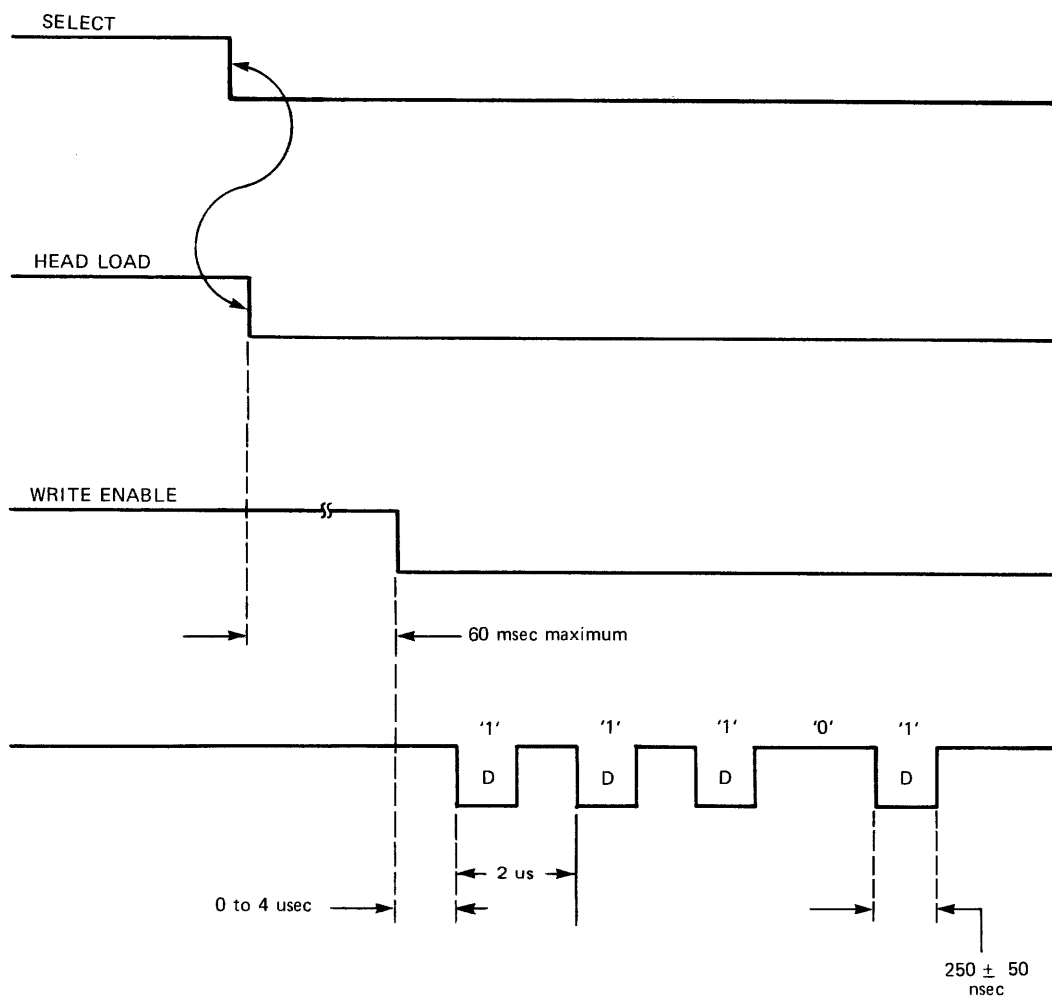 SELECT
HEAD LOAD
WRITE ENABLE
60 msec maximum
'1' '1' '1' '0' '1'
D D D D
2 us
0 to 4 usec
250 ± 50
nsec